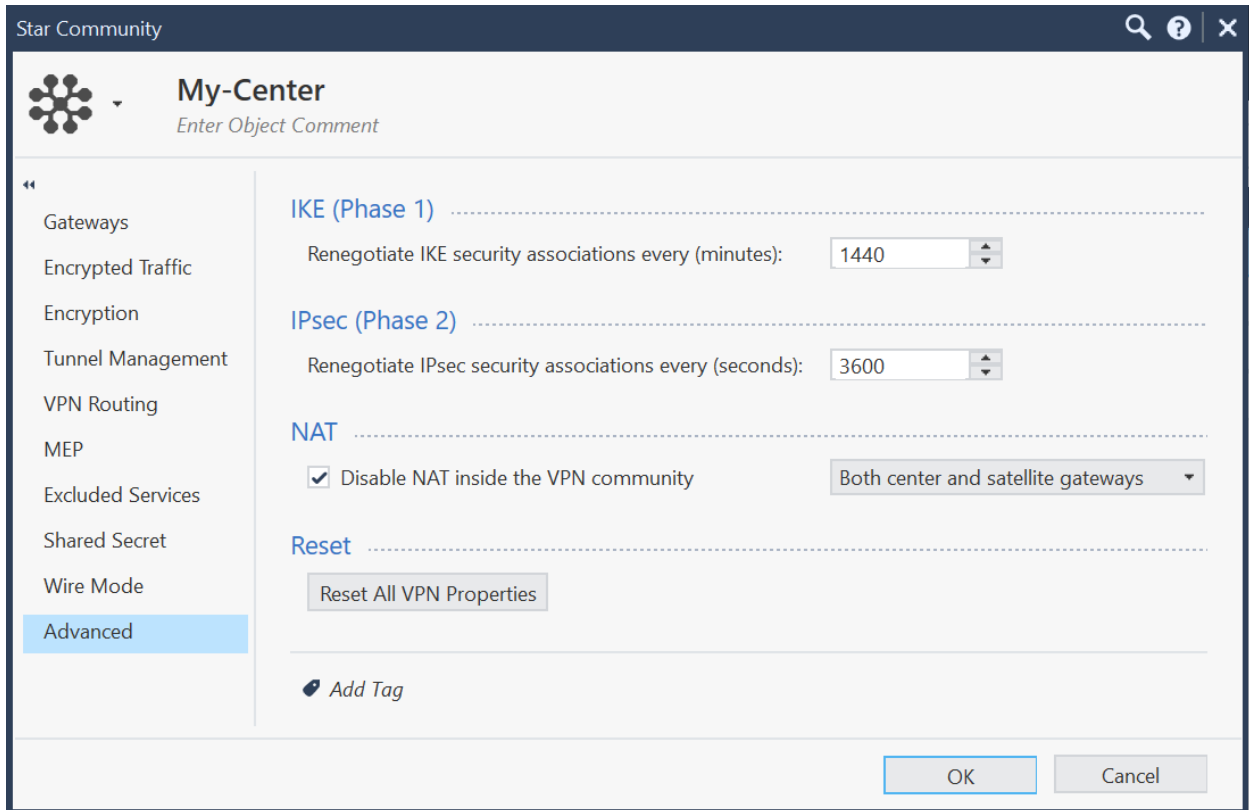 Star Community
My-Center
Enter Object Comment
Gateways
Encrypted Traffic
Encryption
Tunnel Management
VPN Routing
MEP
Excluded Services
Shared Secret
Wire Mode
Advanced
IKE (Phase 1)
Renegotiate IKE security associations every (minutes): 1440
IPsec (Phase 2)
Renegotiate IPsec security associations every (seconds): 3600
NAT
Disable NAT inside the VPN community Both center and satellite gateways
Reset
Reset All VPN Properties
Add Tag
OK Cancel